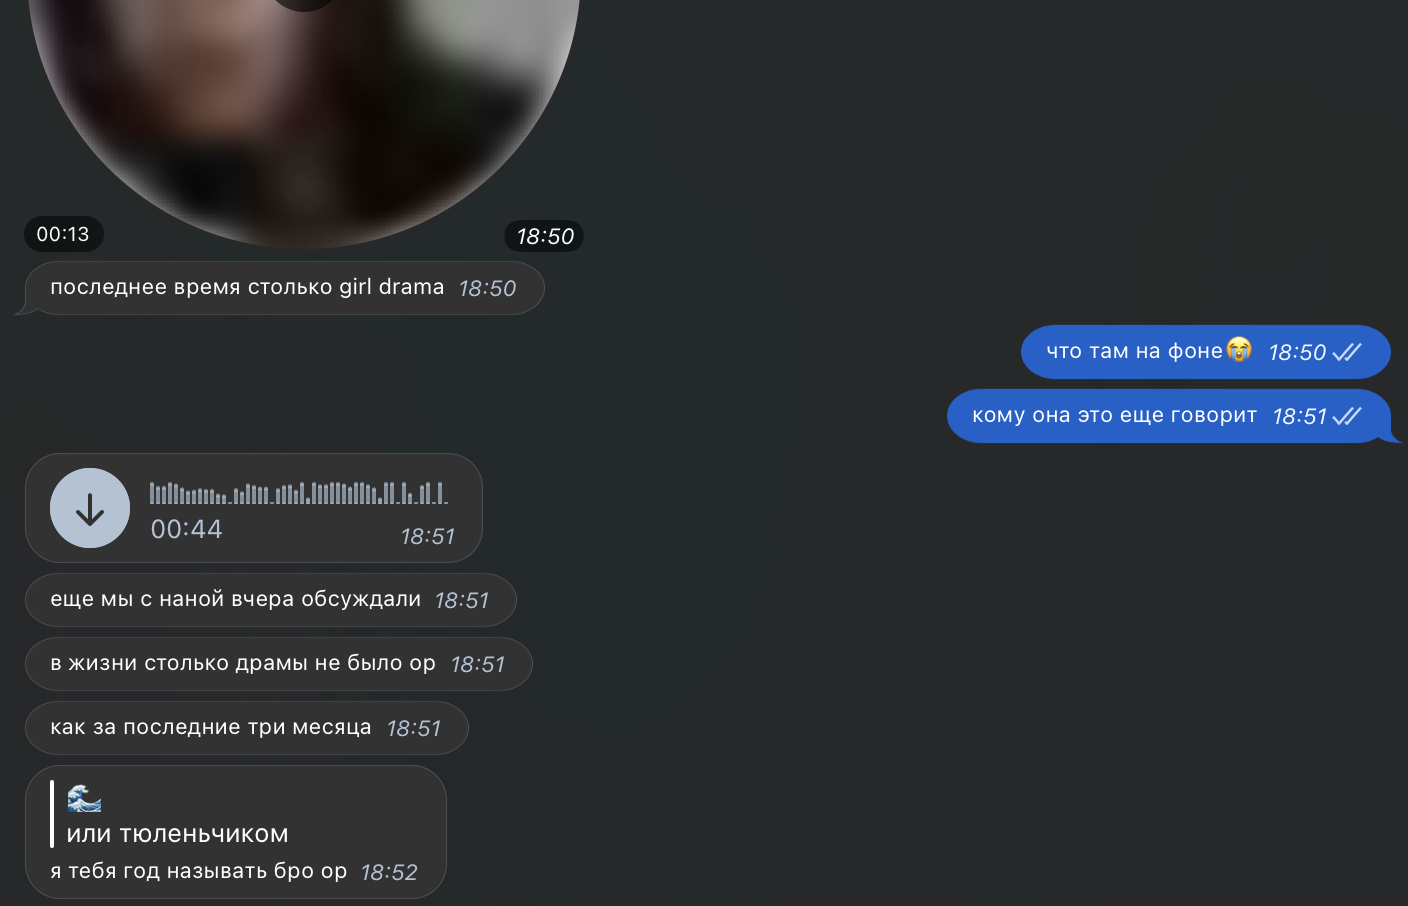 00:13
18:50
последнее время столько girl drama 18:50
что там на фоне😭 18:50
кому она это еще говорит 18:51
00:44
18:51
еще мы с наной вчера обсуждали 18:51
в жизни столько драмы не было ор 18:51
как за последние три месяца 18:51
🌊
или тюленьчиком
я тебя год называть бро ор 18:52